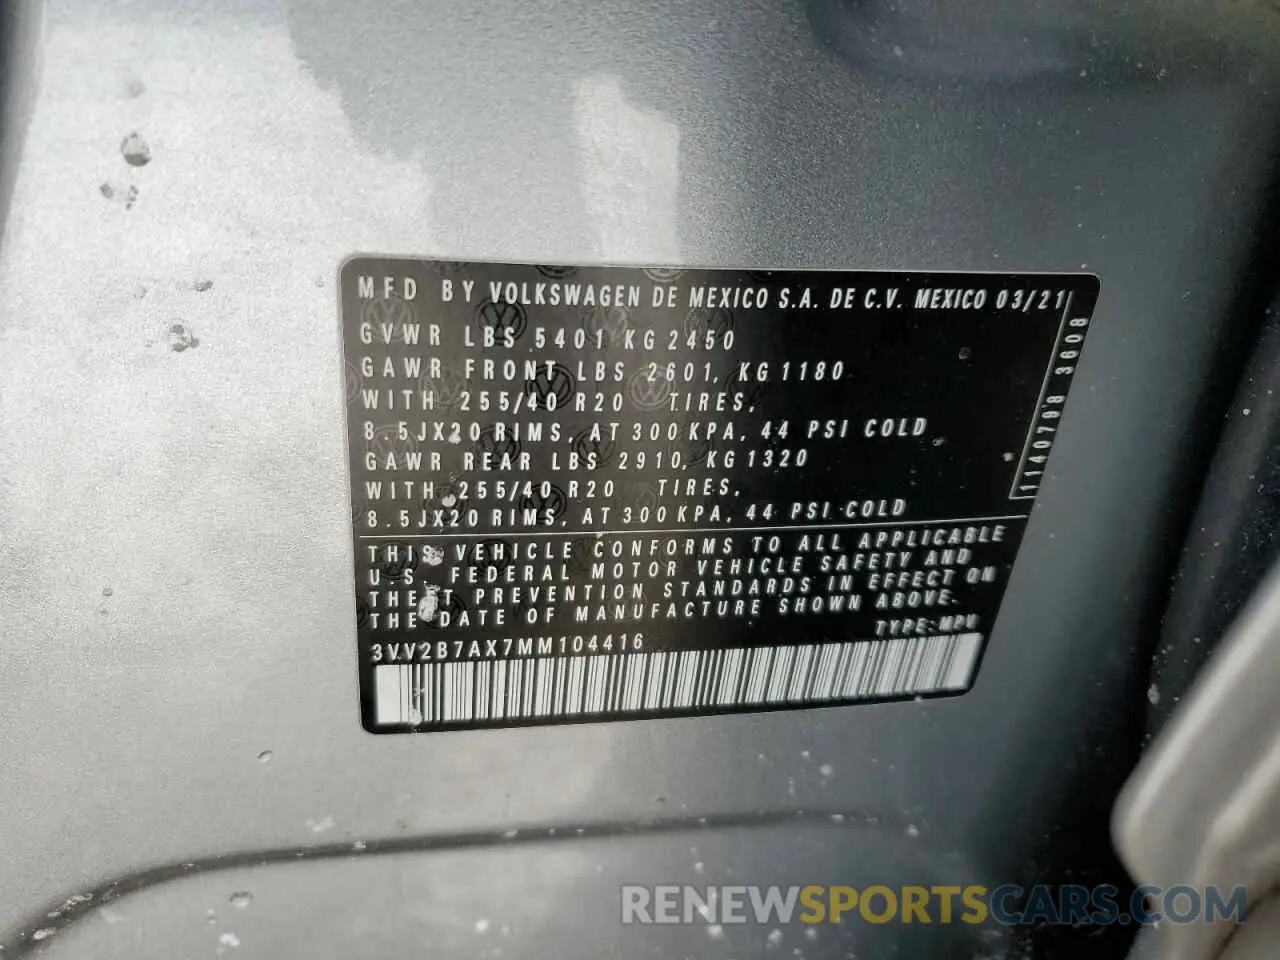 MFD BY VOLKSWAGEN DE MEXICO S.A. DE C.V. MEXICO 03/21
GVWR LBS 5401 KG 2450
GAWR FRONT LBS 2601, KG 1180
WITH 255/40 R20 TIRES,
8.5JX20 RIMS, AT 300 KPA, 44 PSI COLD
GAWR REAR LBS 2910, KG 1320
WITH 255/40 R20 TIRES,
8.5JX20 RIMS, AT 300 KPA, 44 PSI COLD
1140798 3608
THIS VEHICLE CONFORMS TO ALL APPLICABLE
U.S. FEDERAL MOTOR VEHICLE SAFETY AND
THEFT PREVENTION STANDARDS IN EFFECT ON
THE DATE OF MANUFACTURE SHOWN ABOVE.
TYPE: MPV
3VV2B7AX7MM104416
RENEWSPORTSCARS.COM